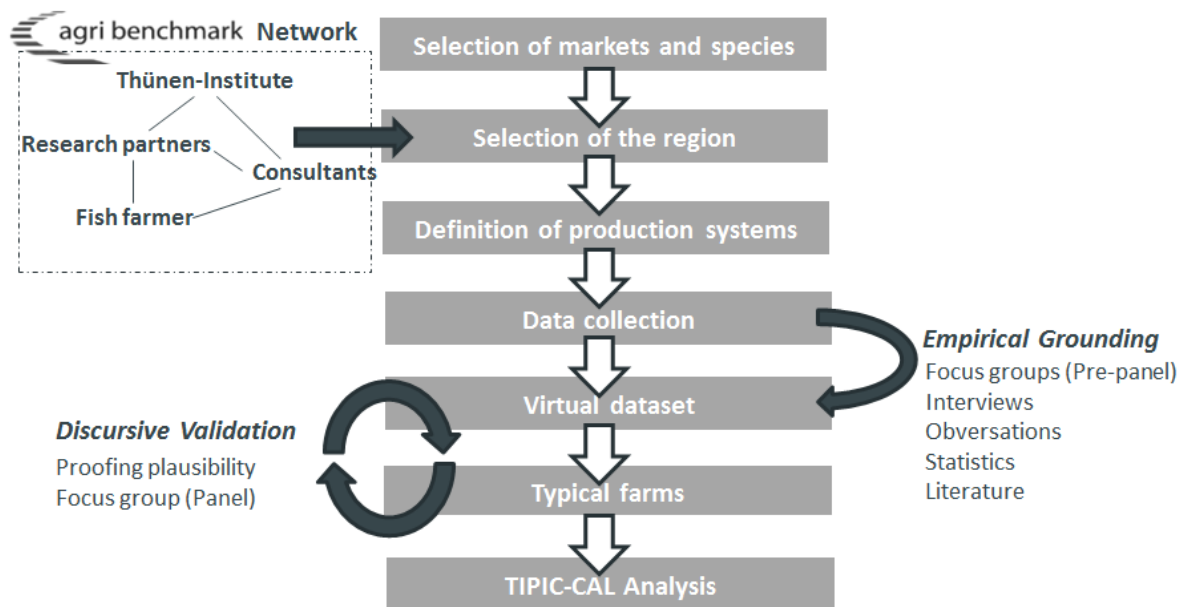 agri benchmark Network
Thünen-Institute
Research partners
Consultants
Fish farmer
Selection of markets and species
Selection of the region
Definition of production systems
Data collection
Virtual dataset
Typical farms
TIPIC-CAL Analysis
Empirical Grounding
Focus groups (Pre-panel)
Interviews
Obversations
Statistics
Literature
Discursive Validation
Proofing plausibility
Focus group (Panel)